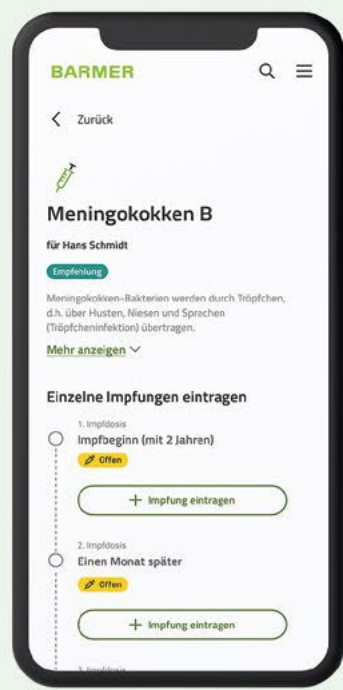 BARMER
Zurück
Meningokokken B
für Hans Schmidt
Empfehlung
Meningokokken-Bakterien werden durch Tröpfchen,
d.h. über Husten, Niesen und Sprechen
(Tröpfcheninfektion) übertragen.
Mehr anzeigen
Einzelne Impfungen eintragen
1. Impfdosis
Impfbeginn (mit 2 Jahren)
Offen
+ Impfung eintragen
2. Impfdosis
Einen Monat später
Offen
+ Impfung eintragen
3. Impfdosis